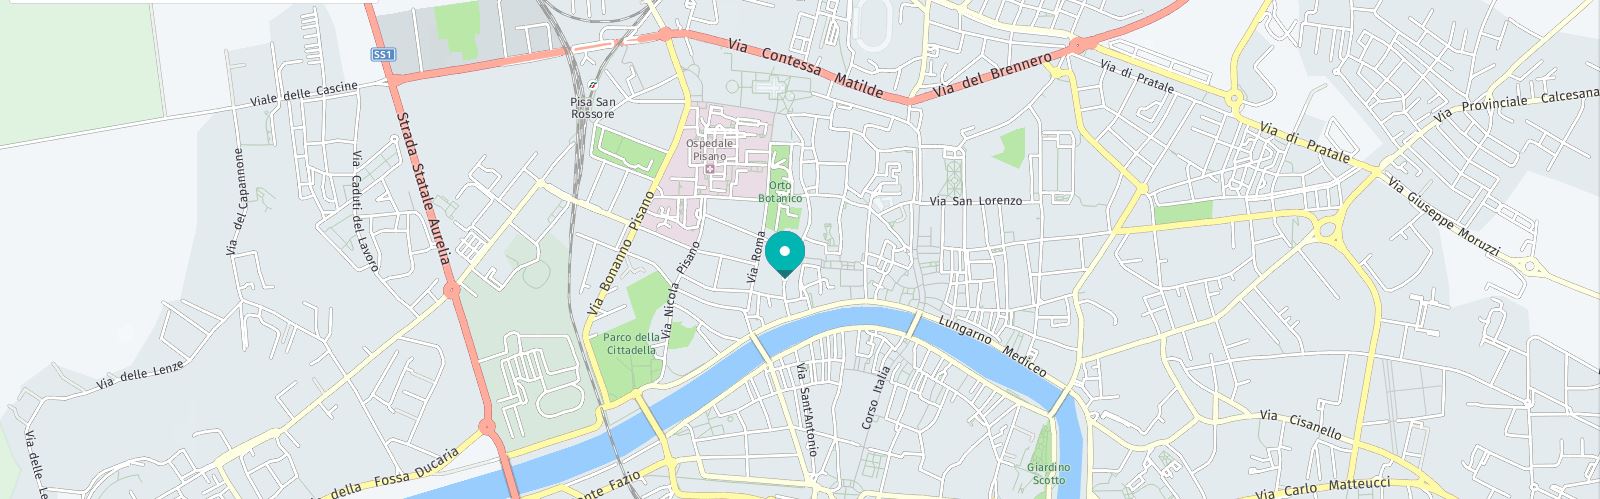 SS1
Via Contessa Matilde
Via del Brennero
Via di Pratale
Viale delle Cascine
Pisa San
Rossore
Via Provinciale Calcesana
Strada Statale Aurelia
Ospedale
Pisano
Via di Pratale
Via del Capannone
Via Caduti del Lavoro
Orto
Botanico
Via San Lorenzo
Via Giuseppe Moruzzi
Via Bonanno Pisano
Via Roma
Via Nicola Pisano
Parco della
Cittadella
Lungarno Mediceo
Via delle Lenze
Via Sant'Antonio
Corso Italia
Via Cisanello
Via delle Le
della Fossa Ducaria
onte Fazio
Giardino
Scotto
Via Carlo Matteucci